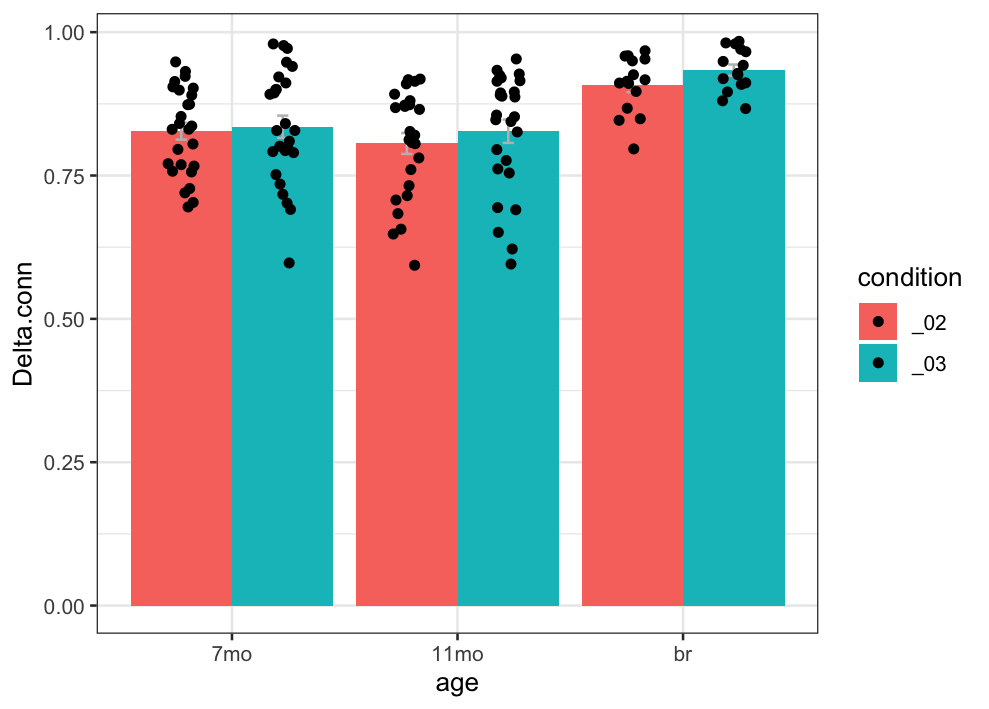 1.00
0.75
0.50
0.25
0.00
Delta.conn
7mo
11mo
br
age
condition
_02
_03